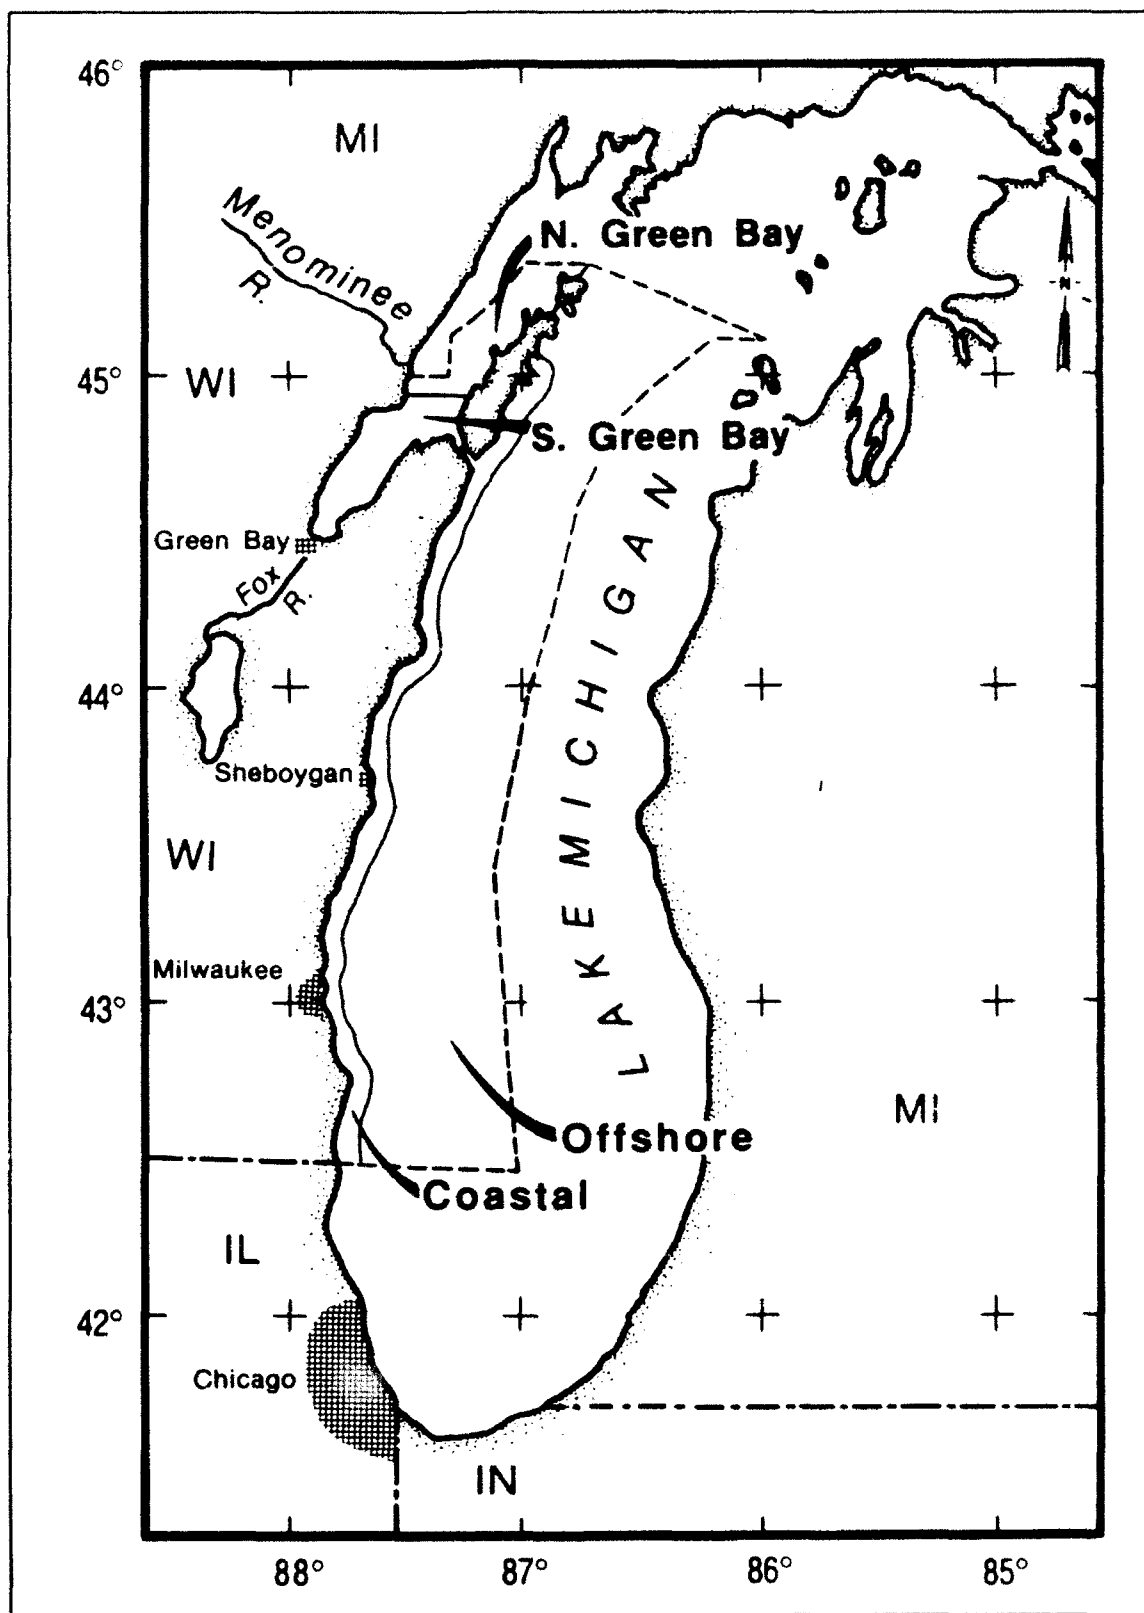 46°
MI
Menominee
R.
N. Green Bay
N
WI
45°
S. Green Bay
Green Bay
Fox
R.
LAKE MICHIGAN
44°
Sheboygan
WI
Milwaukee
43°
MI
Offshore
Coastal
IL
42°
Chicago
IN
88°
87°
86°
85°